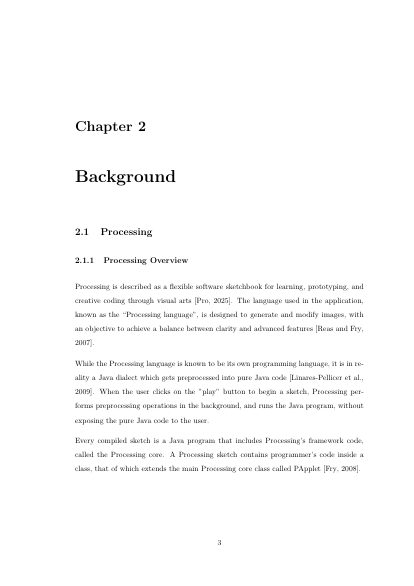 Chapter 2
Background
2.1 Processing
2.1.1 Processing Overview
Processing is described as a flexible software sketchbook for learning, prototyping, and
creative coding through visual arts [Pro, 2025]. The language used in the application,
known as the “Processing language”, is designed to generate and modify images, with
an objective to achieve a balance between clarity and advanced features [Reas and Fry,
2007].
While the Processing language is known to be its own programming language, it is in re-
ality a Java dialect which gets preprocessed into pure Java code [Linares-Pellicer et al.,
2009]. When the user clicks on the ”play” button to begin a sketch, Processing per-
forms preprocessing operations in the background, and runs the Java program, without
exposing the pure Java code to the user.
Every compiled sketch is a Java program that includes Processing’s framework code,
called the Processing core. A Processing sketch contains programmer’s code inside a
class, that of which extends the main Processing core class called PApplet [Fry, 2008].
3